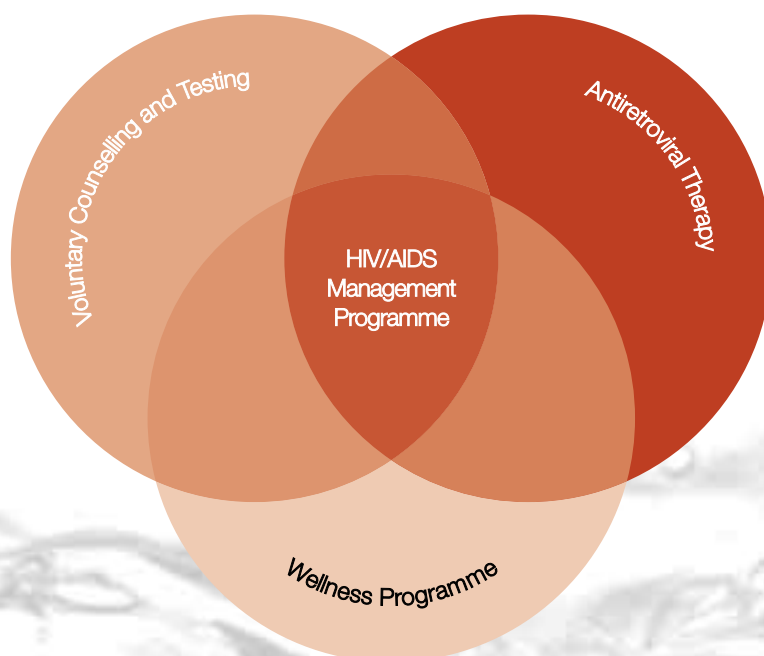 Voluntary Counselling and Testing
Antiretroviral Therapy
HIV/AIDS
Management
Programme
Wellness Programme